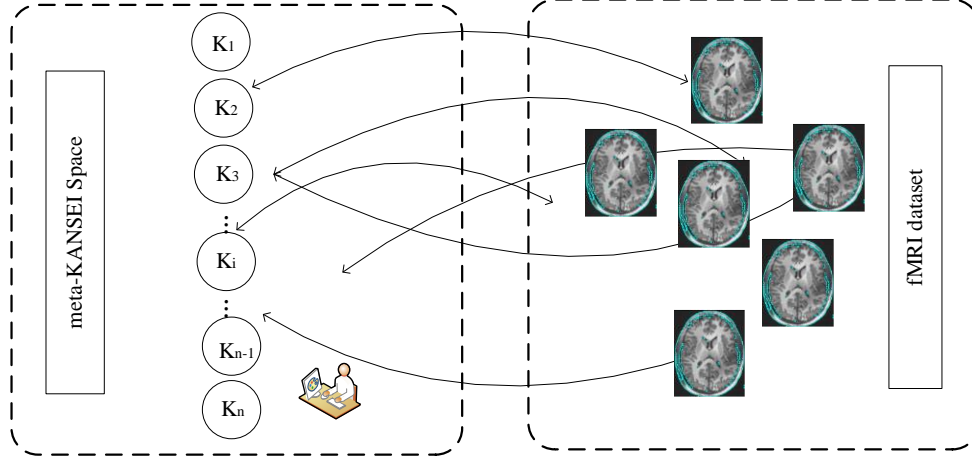 meta-KANSEI Space
K1
K2
K3
Ki
Kn-1
Kn
fMRI dataset